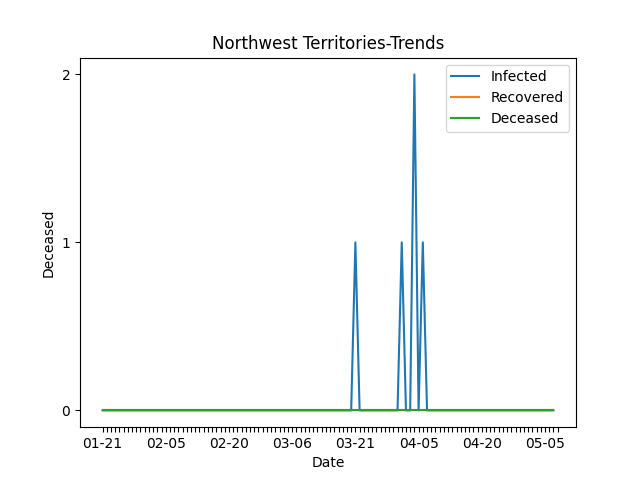 Northwest Territories-Trends
Infected
Recovered
Deceased
2
1
0
Deceased
01-21 02-05 02-20 03-06 03-21 04-05 04-20 05-05
Date